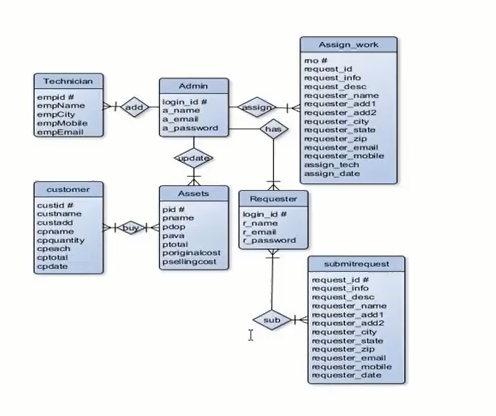 Technician
empid #
empName
empCity
empMobile
empEmail
add
Admin
login_id #
a_name
a_email
a_password
assign
has
Assign_work
rno #
request_id
request_info
request_desc
requester_name
requester_add1
requester_add2
requester_city
requester_state
requester_zip
requester_email
requester_mobile
assign_tech
assign_date
update
customer
custid #
custname
custadd
cpname
cpquantity
cpeach
cptotal
cpdate
buy
Assets
pid #
pname
pdop
pava
ptotal
poriginalcost
psellingcost
Requester
login_id #
r_name
r_email
r_password
sub
submitrequest
request_id #
request_info
request_desc
requester_name
requester_add1
requester_add2
requester_city
requester_state
requester_zip
requester_email
requester_mobile
requester_date